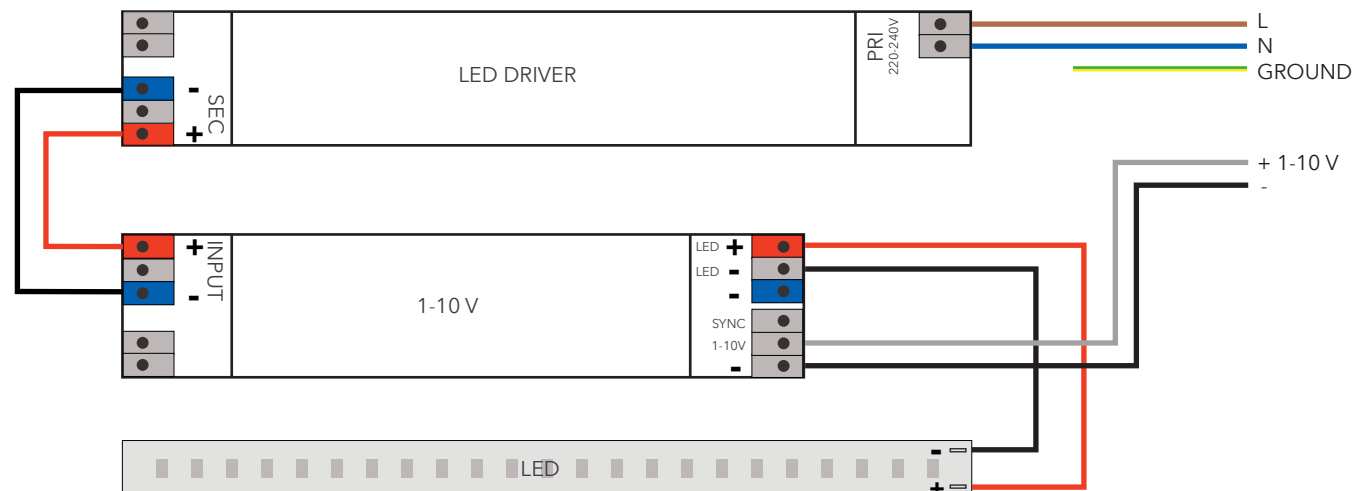 L
N
GROUND
PRI
220-240V
LED DRIVER
-
SEC
+
+ 1-10 V
-
+
INPUT
-
1-10 V
LED +
LED -
-
SYNC
1-10V
-
LED
-
+